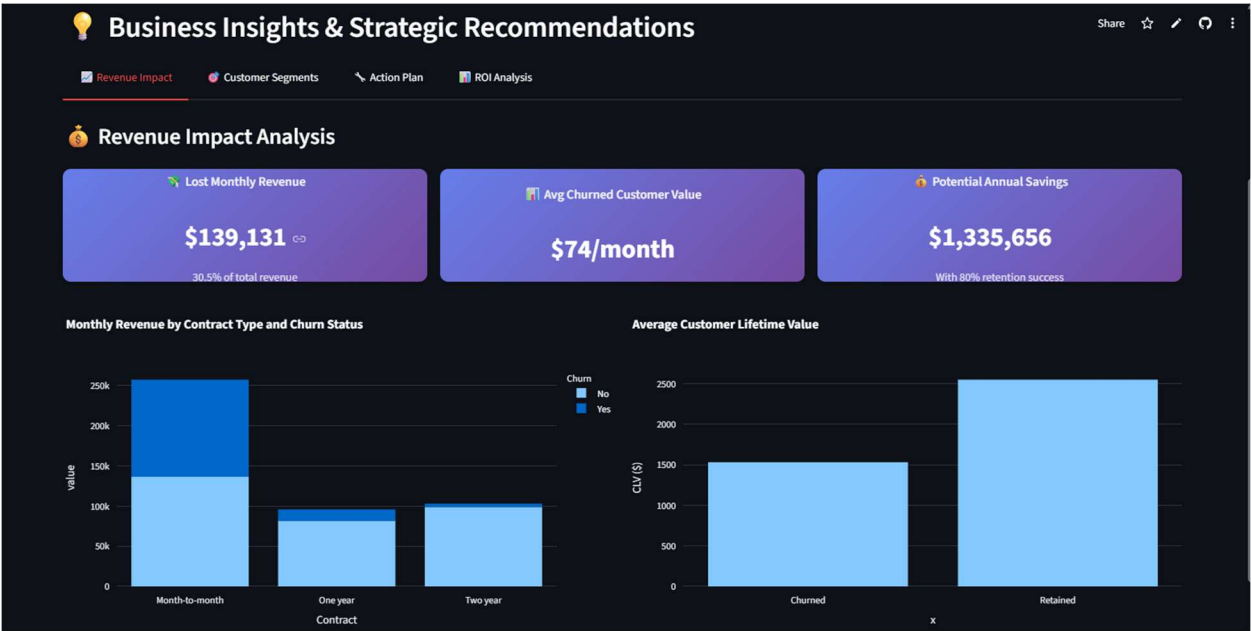 💡 Business Insights & Strategic Recommendations
Share
📈 Revenue Impact
🎯 Customer Segments
🔧 Action Plan
📊 ROI Analysis
💰 Revenue Impact Analysis
💸 Lost Monthly Revenue
$139,131
30.5% of total revenue
📊 Avg Churned Customer Value
$74/month
💰 Potential Annual Savings
$1,335,656
With 80% retention success
Monthly Revenue by Contract Type and Churn Status
250k
200k
150k
100k
50k
0
value
Month-to-month
One year
Two year
Contract
Churn
No
Yes
Average Customer Lifetime Value
2500
2000
1500
1000
500
0
CLV ($)
Churned
Retained
x